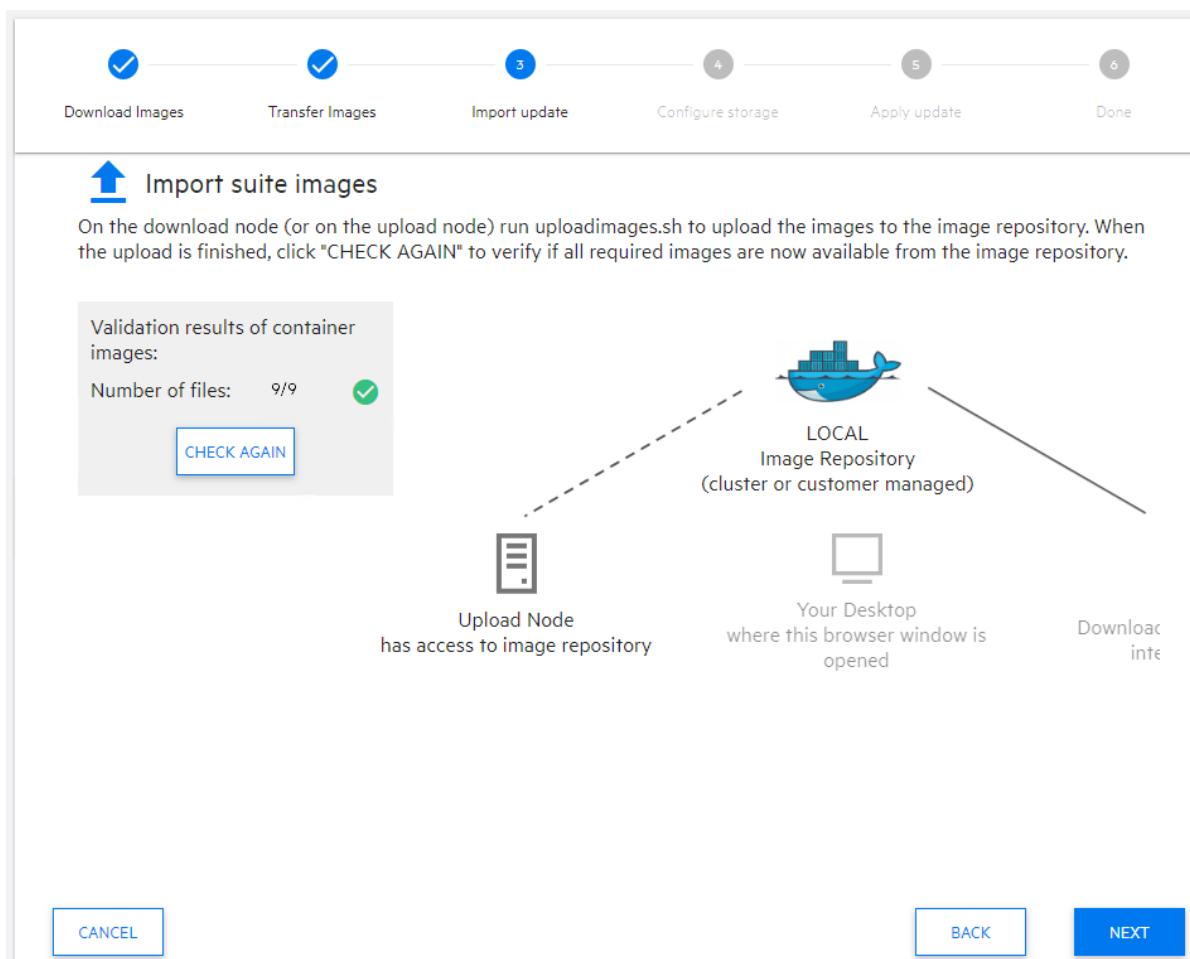 3
4
5
6
Download Images
Transfer Images
Import update
Configure storage
Apply update
Done
Import suite images
On the download node (or on the upload node) run uploadimages.sh to upload the images to the image repository. When
the upload is finished, click "CHECK AGAIN" to verify if all required images are now available from the image repository.
Validation results of container
images:
Number of files: 9/9
CHECK AGAIN
LOCAL
Image Repository
(cluster or customer managed)
Upload Node
has access to image repository
Your Desktop
where this browser window is
opened
CANCEL
BACK
NEXT